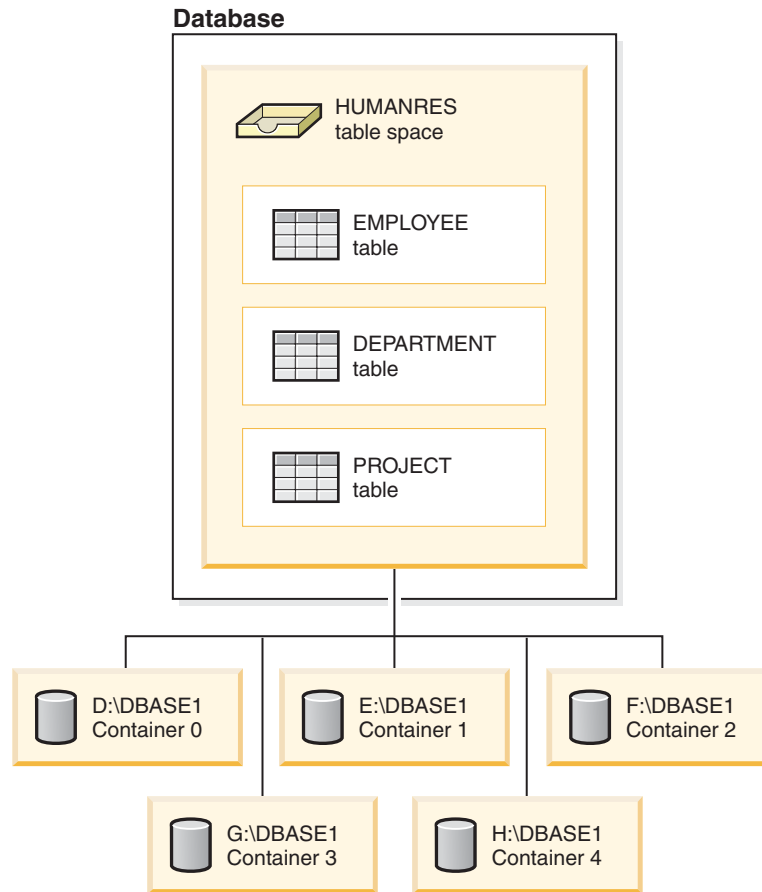 Database
HUMANRES
table space
EMPLOYEE
table
DEPARTMENT
table
PROJECT
table
D:\DBASE1
Container 0
E:\DBASE1
Container 1
F:\DBASE1
Container 2
G:\DBASE1
Container 3
H:\DBASE1
Container 4